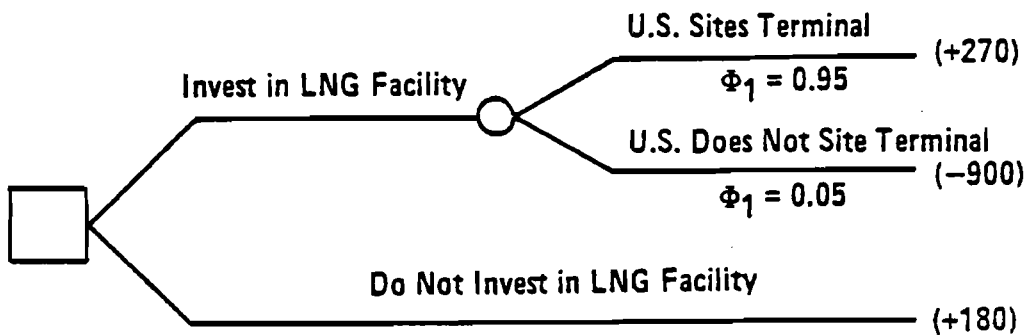 U.S. Sites Terminal
(+270)
Φ1 = 0.95
Invest in LNG Facility
U.S. Does Not Site Terminal
(−900)
Φ1 = 0.05
Do Not Invest in LNG Facility
(+180)